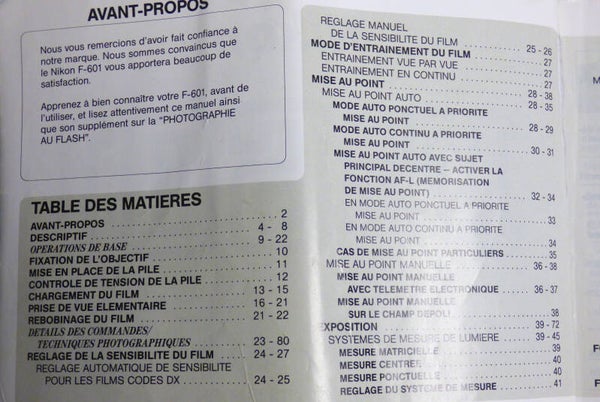 AVANT-PROPOS
Nous vous remercions d'avoir fait confiance à
notre marque. Nous sommes convaincus que
le Nikon F-601 vous apportera beaucoup de
satisfaction.
Apprenez à bien connaître votre F-601, avant de
l'utiliser, et lisez attentivement ce manuel ainsi
que son supplément sur la "PHOTOGRAPHIE
AU FLASH".
TABLE DES MATIERES
AVANT-PROPOS 2
DESCRIPTIF 4 - 8
OPERATIONS DE BASE 9 - 22
FIXATION DE L'OBJECTIF 10
MISE EN PLACE DE LA PILE 11
CONTROLE DE TENSION DE LA PILE 12
CHARGEMENT DU FILM 13 - 15
PRISE DE VUE ELEMENTAIRE 16 - 21
REBOBINAGE DU FILM 21 - 22
DETAILS DES COMMANDES/
TECHNIQUES PHOTOGRAPHIQUES 23 - 80
REGLAGE DE LA SENSIBILITE DU FILM 24 - 27
REGLAGE AUTOMATIQUE DE SENSIBILITE
POUR LES FILMS CODES DX 24 - 25
REGLAGE MANUEL
DE LA SENSIBILITE DU FILM 25 - 26
MODE D'ENTRAINEMENT DU FILM 27
ENTRAINEMENT VUE PAR VUE 27
ENTRAINEMENT EN CONTINU 27
MISE AU POINT 28 - 38
MISE AU POINT AUTO 28 - 35
MODE AUTO PONCTUEL A PRIORITE
MISE AU POINT 28 - 29
MODE AUTO CONTINU A PRIORITE
MISE AU POINT 30 - 31
MISE AU POINT AUTO AVEC SUJET
PRINCIPAL DECENTRE -- ACTIVER LA
FONCTION AF-L (MEMORISATION
DE MISE AU POINT) 32 - 34
EN MODE AUTO PONCTUEL A PRIORITE
MISE AU POINT 33
EN MODE AUTO CONTINU A PRIORITE
MISE AU POINT 34
CAS DE MISE AU POINT PARTICULIERS 35
MISE AU POINT MANUELLE 36 - 38
MISE AU POINT MANUELLE
AVEC TELEMETRE ELECTRONIQUE 36 - 37
MISE AU POINT MANUELLE
SUR LE CHAMP DEPOLI 38
EXPOSITION 39 - 72
SYSTEMES DE MESURE DE LUMIERE 39 - 45
MESURE MATRICIELLE 39
MESURE CENTREE 40
MESURE PONCTUELLE 40
REGLAGE DU SYSTEME DE MESURE 41